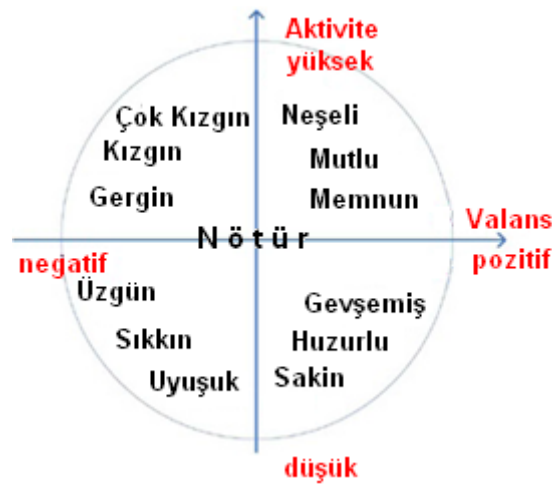 Aktivite
yüksek
Çok Kızgın
Neşeli
Kızgın
Mutlu
Gergin
Memnun
Valans
Nötür
negatif
pozitif
Üzgün
Gevşemiş
Sıkkın
Huzurlu
Uyuşuk
Sakin
düşük